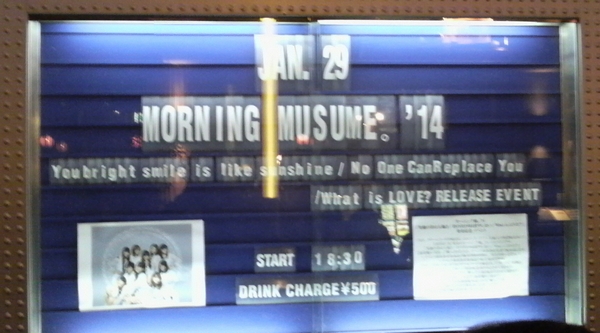 JAN. 29
MORNING MUSUME。'14
Youbright smile is like sunshine / No One CanReplace You
/What is LOVE? RELEASE EVENT
START 18:30
DRINK CHARGE ¥500